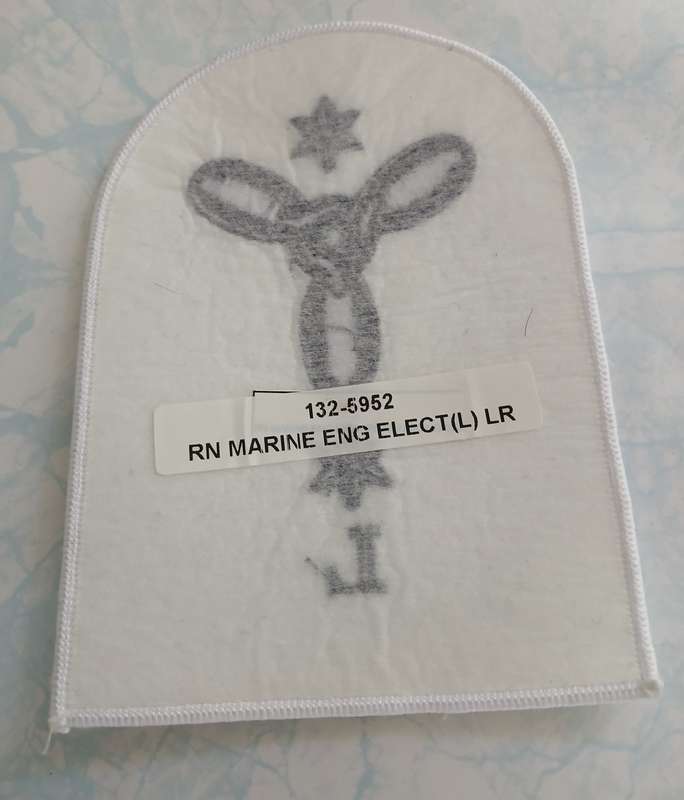 132-5952
RN MARINE ENG ELECT(L) LR
L